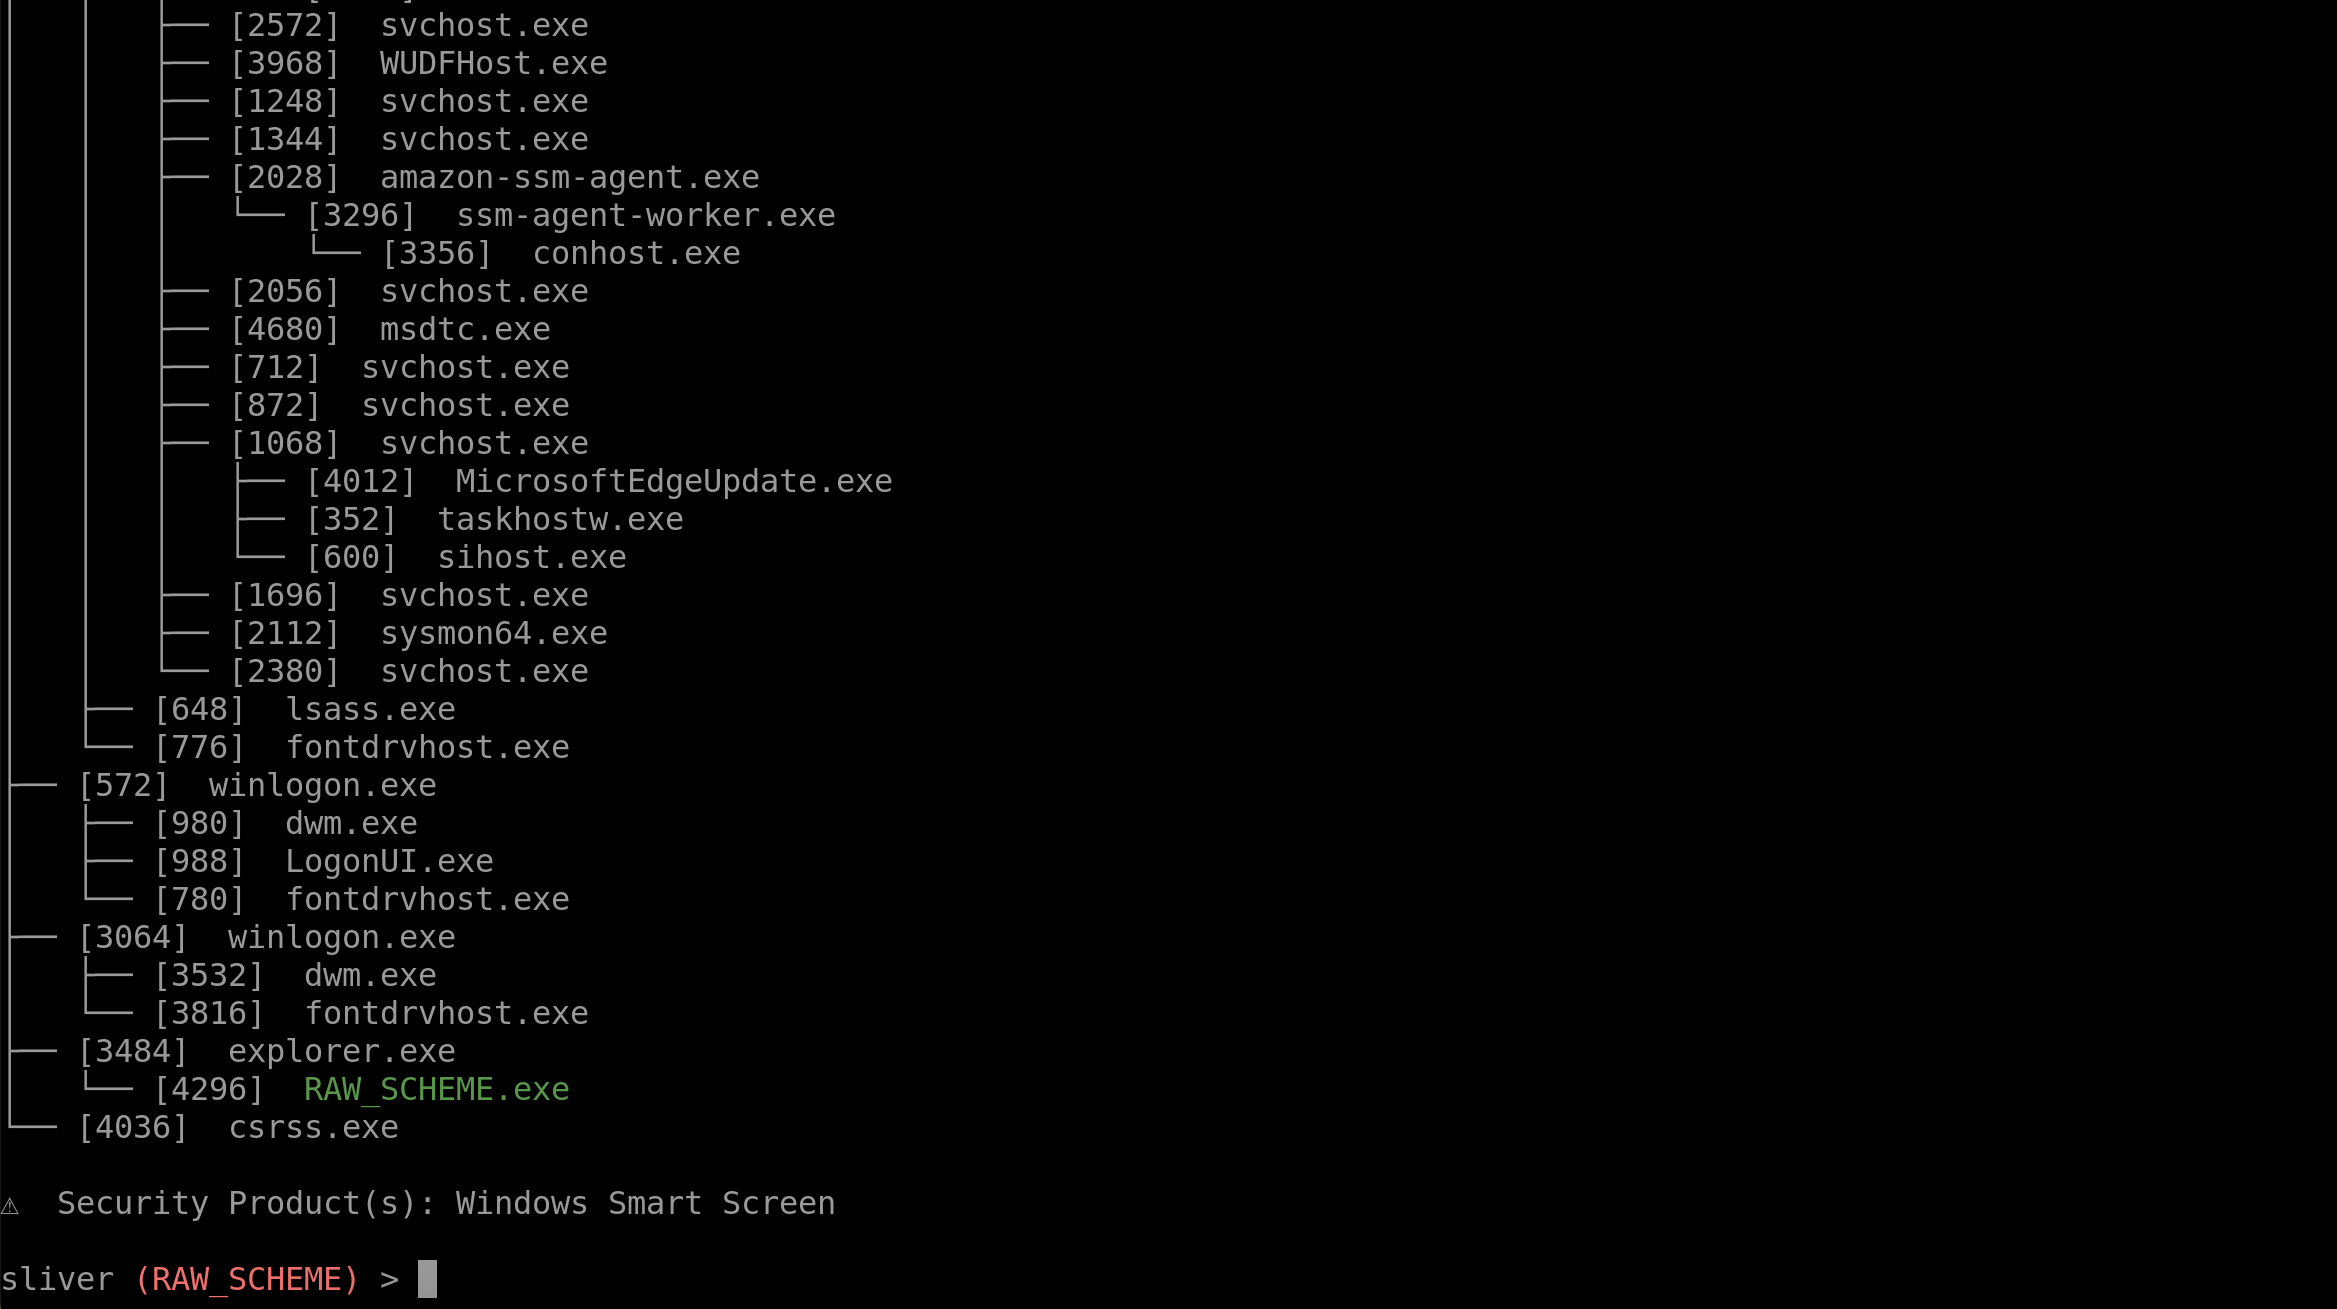 ├── [2572]  svchost.exe
├── [3968]  WUDFHost.exe
├── [1248]  svchost.exe
├── [1344]  svchost.exe
├── [2028]  amazon-ssm-agent.exe
│   └── [3296]  ssm-agent-worker.exe
│       └── [3356]  conhost.exe
├── [2056]  svchost.exe
├── [4680]  msdtc.exe
├── [712]  svchost.exe
├── [872]  svchost.exe
├── [1068]  svchost.exe
│   ├── [4012]  MicrosoftEdgeUpdate.exe
│   ├── [352]  taskhostw.exe
│   └── [600]  sihost.exe
├── [1696]  svchost.exe
├── [2112]  sysmon64.exe
└── [2380]  svchost.exe
├── [648]  lsass.exe
└── [776]  fontdrvhost.exe
├── [572]  winlogon.exe
│   ├── [980]  dwm.exe
│   ├── [988]  LogonUI.exe
│   └── [780]  fontdrvhost.exe
├── [3064]  winlogon.exe
│   ├── [3532]  dwm.exe
│   └── [3816]  fontdrvhost.exe
├── [3484]  explorer.exe
│   └── [4296]  RAW_SCHEME.exe
└── [4036]  csrss.exe
⚠  Security Product(s): Windows Smart Screen
sliver (RAW_SCHEME) >